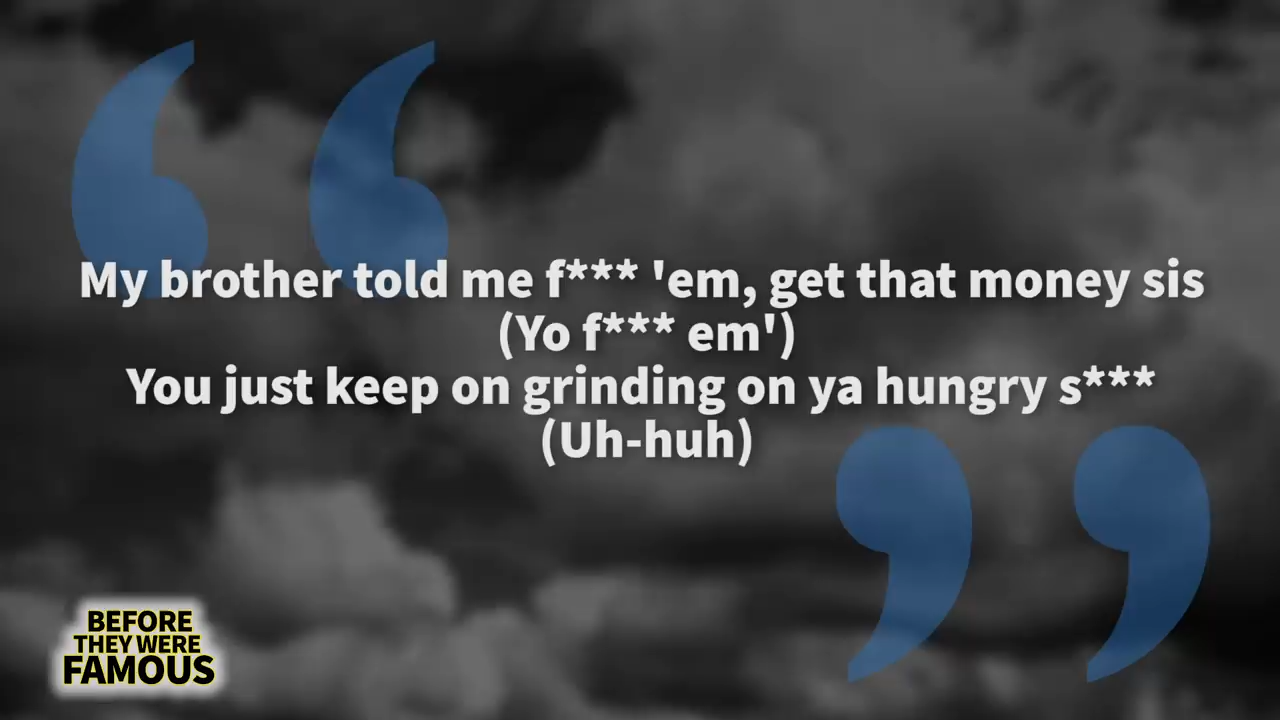 My brother told me f*** 'em, get that money sis
(Yo f*** em')
You just keep on grinding on ya hungry s***
(Uh-huh)
BEFORE
THEY WERE
FAMOUS